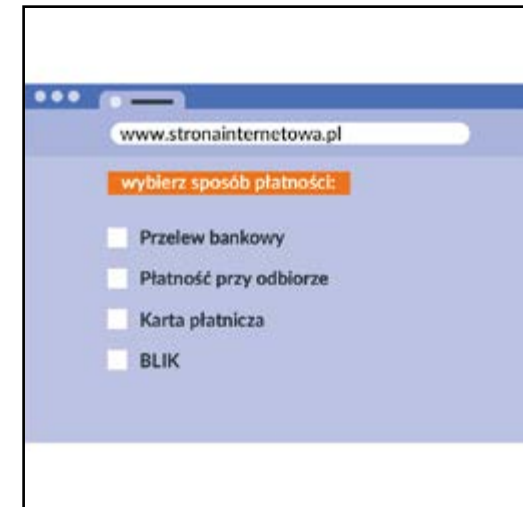 www.stronainternetowa.pl
wybierz sposób płatności:
Przelew bankowy
Płatność przy odbiorze
Karta płatnicza
BLIK